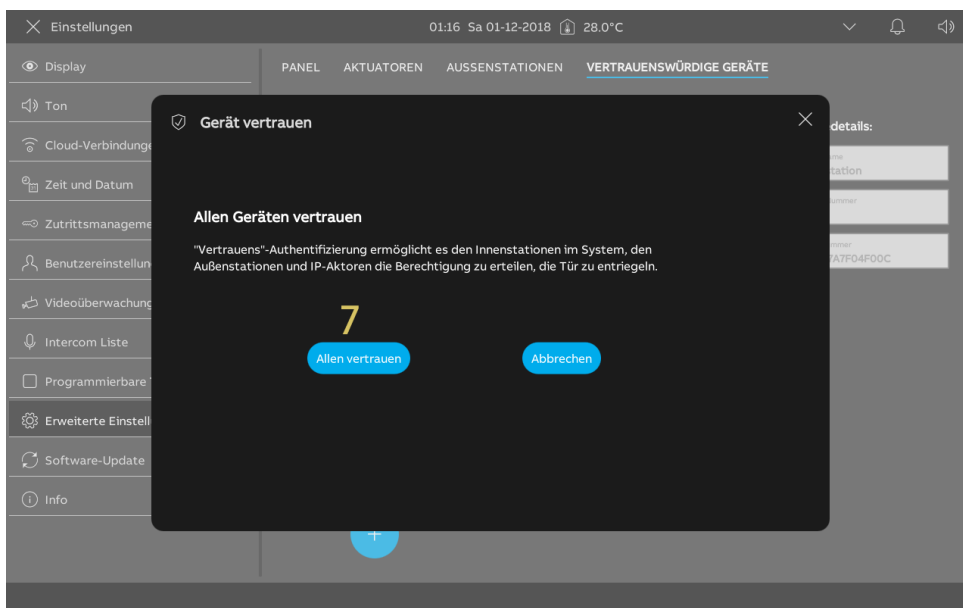 Einstellungen
01:16 Sa 01-12-2018 28.0°C
Display
PANEL AKTUATOREN AUSSENSTATIONEN VERTRAUENSWÜRDIGE GERÄTE
Ton
Gerät vertrauen
details:
Cloud-Verbindunge
tation
Zeit und Datum
ummer
Zutrittsmanageme
Allen Geräten vertrauen
"Vertrauens"-Authentifizierung ermöglicht es den Innenstationen im System, den
Außenstationen und IP-Aktoren die Berechtigung zu erteilen, die Tür zu entriegeln.
Benutzereinstellun
7A7F04F00C
Videoüberwachung
7
Intercom Liste
Allen vertrauen Abbrechen
Programmierbare
Erweiterte Einstell
Software-Update
Info